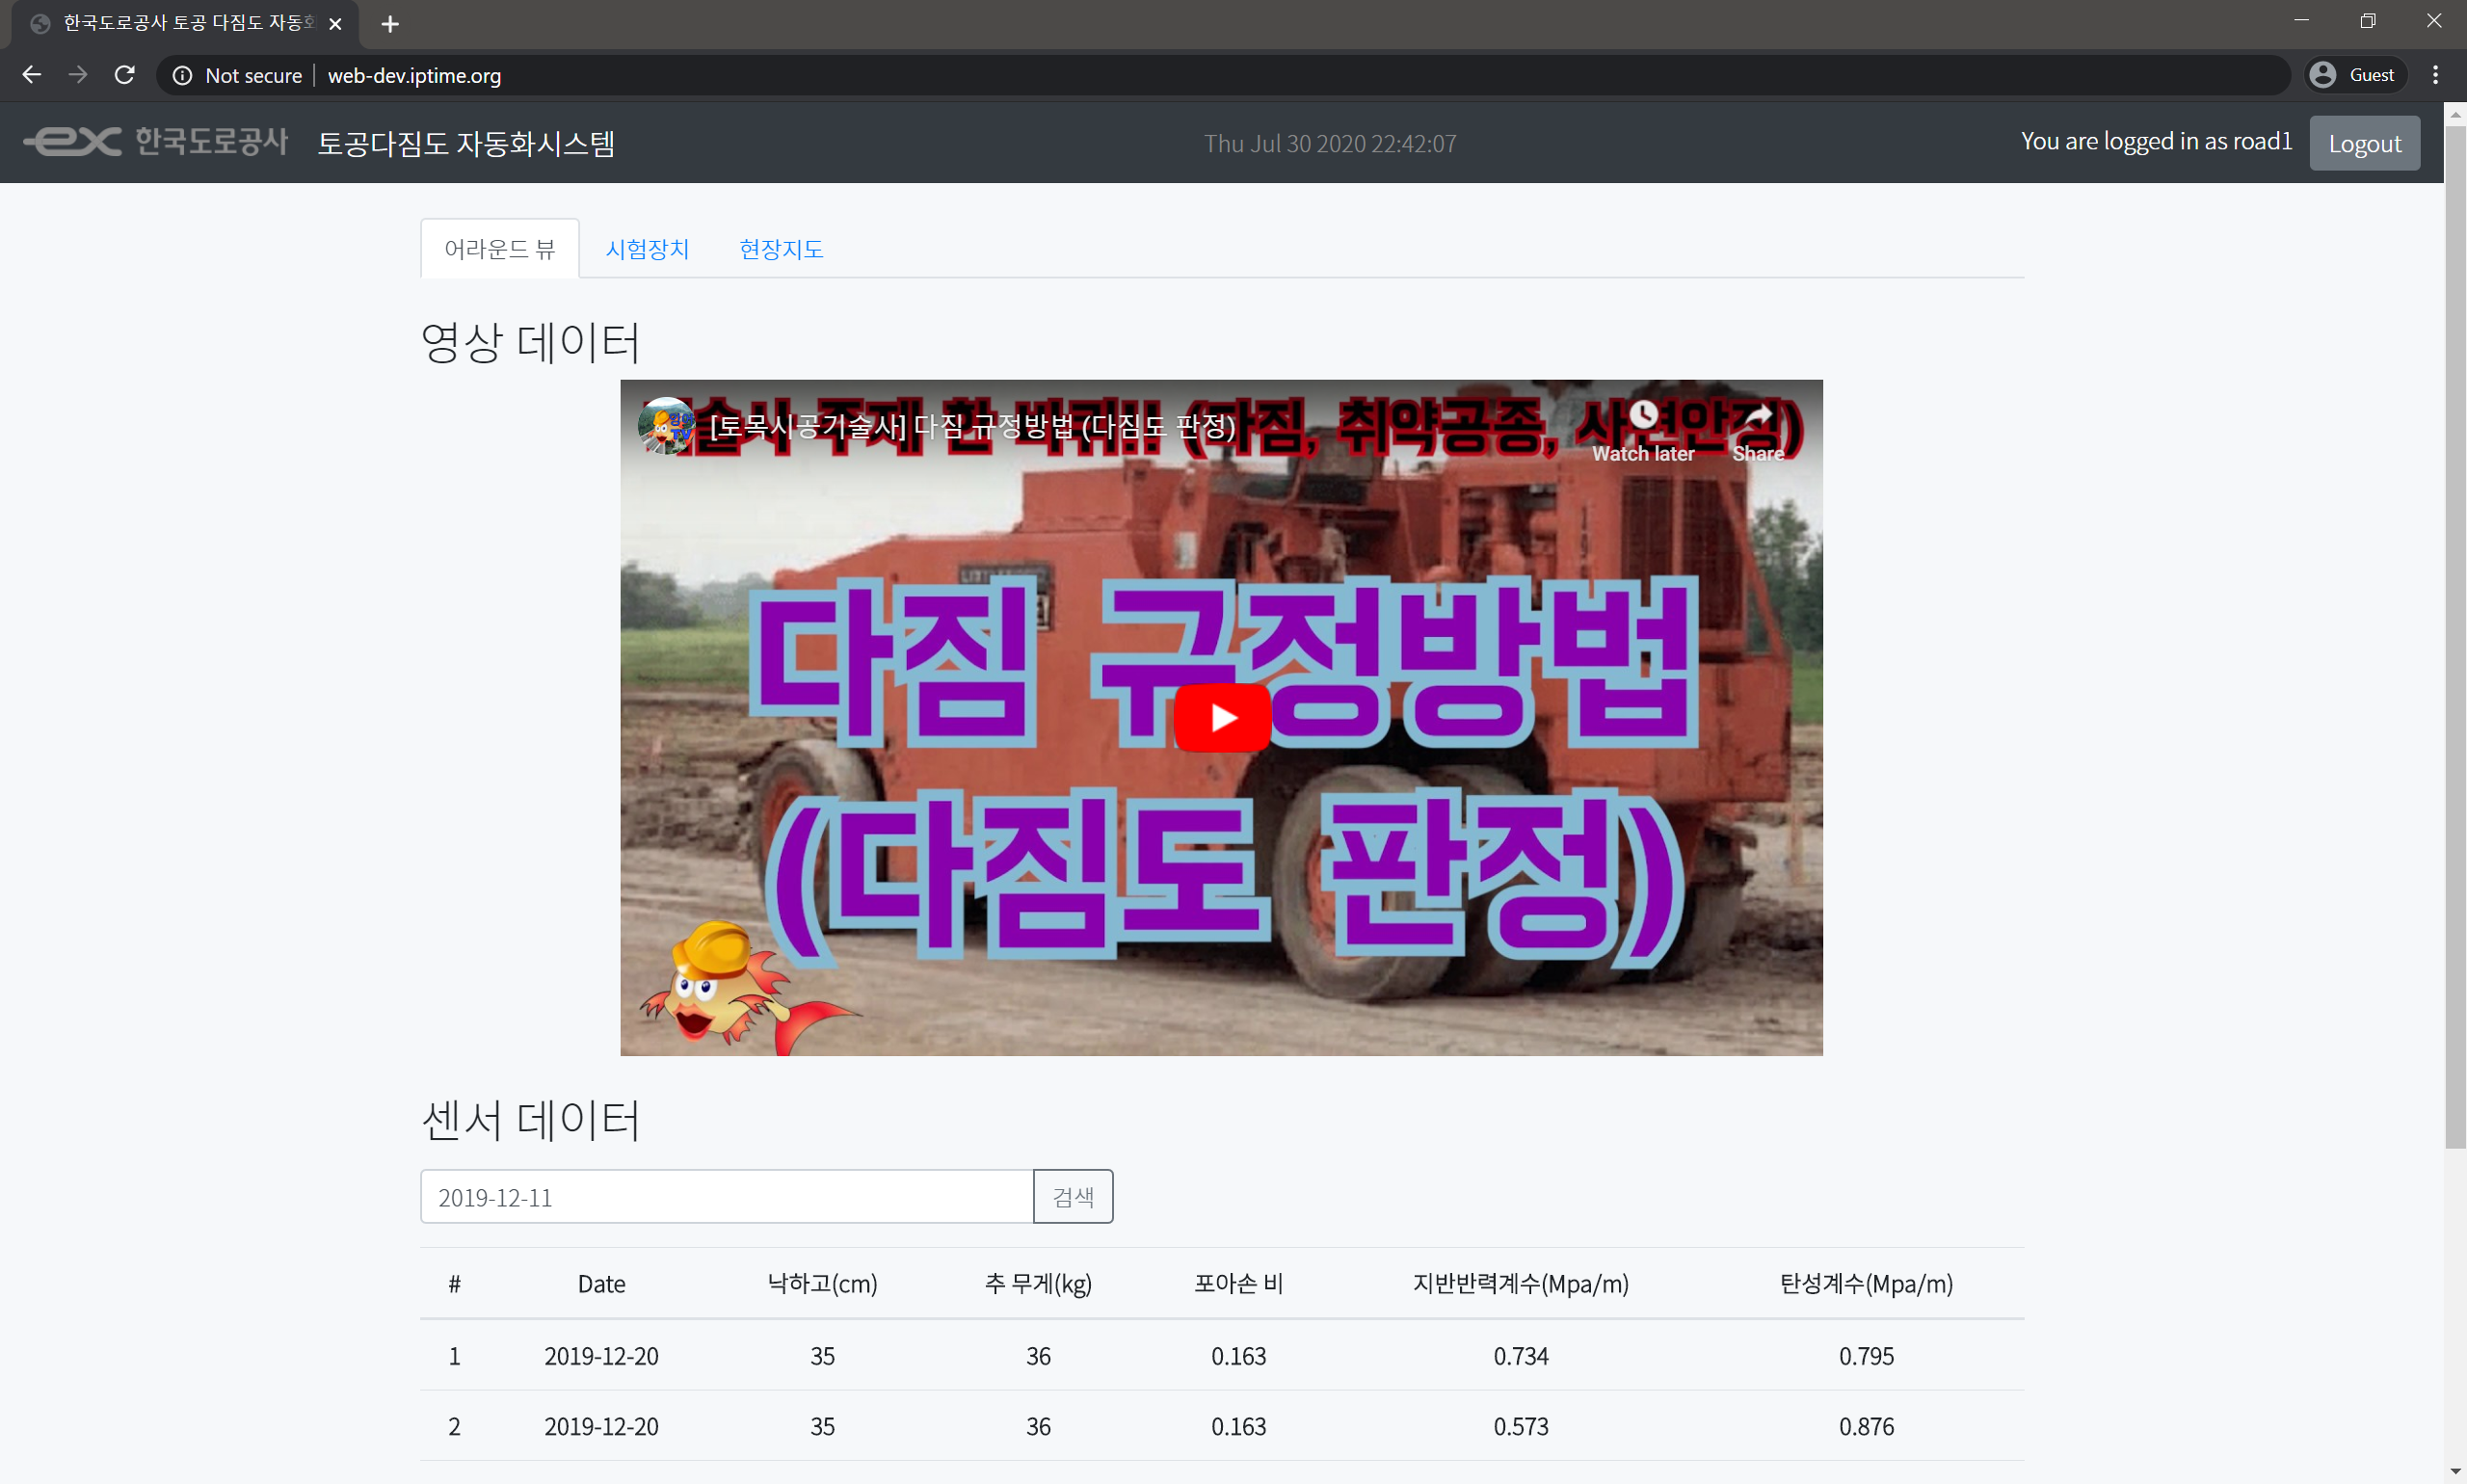 한국도로공사 토공 다짐도 자동화
Not secure
web-dev.iptime.org
Guest
ex 한국도로공사
토공다짐도 자동화시스템
Thu Jul 30 2020 22:42:07
You are logged in as road1
Logout
어라운드 뷰
시험장치
현장지도
영상 데이터
주제 한 바퀴!! (다짐, 취약공종, 사면안정)
[토목시공기술사] 다짐 규정방법 (다짐도 판정)
Watch later
Share
다짐 규정방법
(다짐도 판정)
센서 데이터
2019-12-11
검색
# Date 낙하고(cm) 추 무게(kg) 포아손 비 지반반력계수(Mpa/m) 탄성계수(Mpa/m)
1 2019-12-20 35 36 0.163 0.734 0.795
2 2019-12-20 35 36 0.163 0.573 0.876